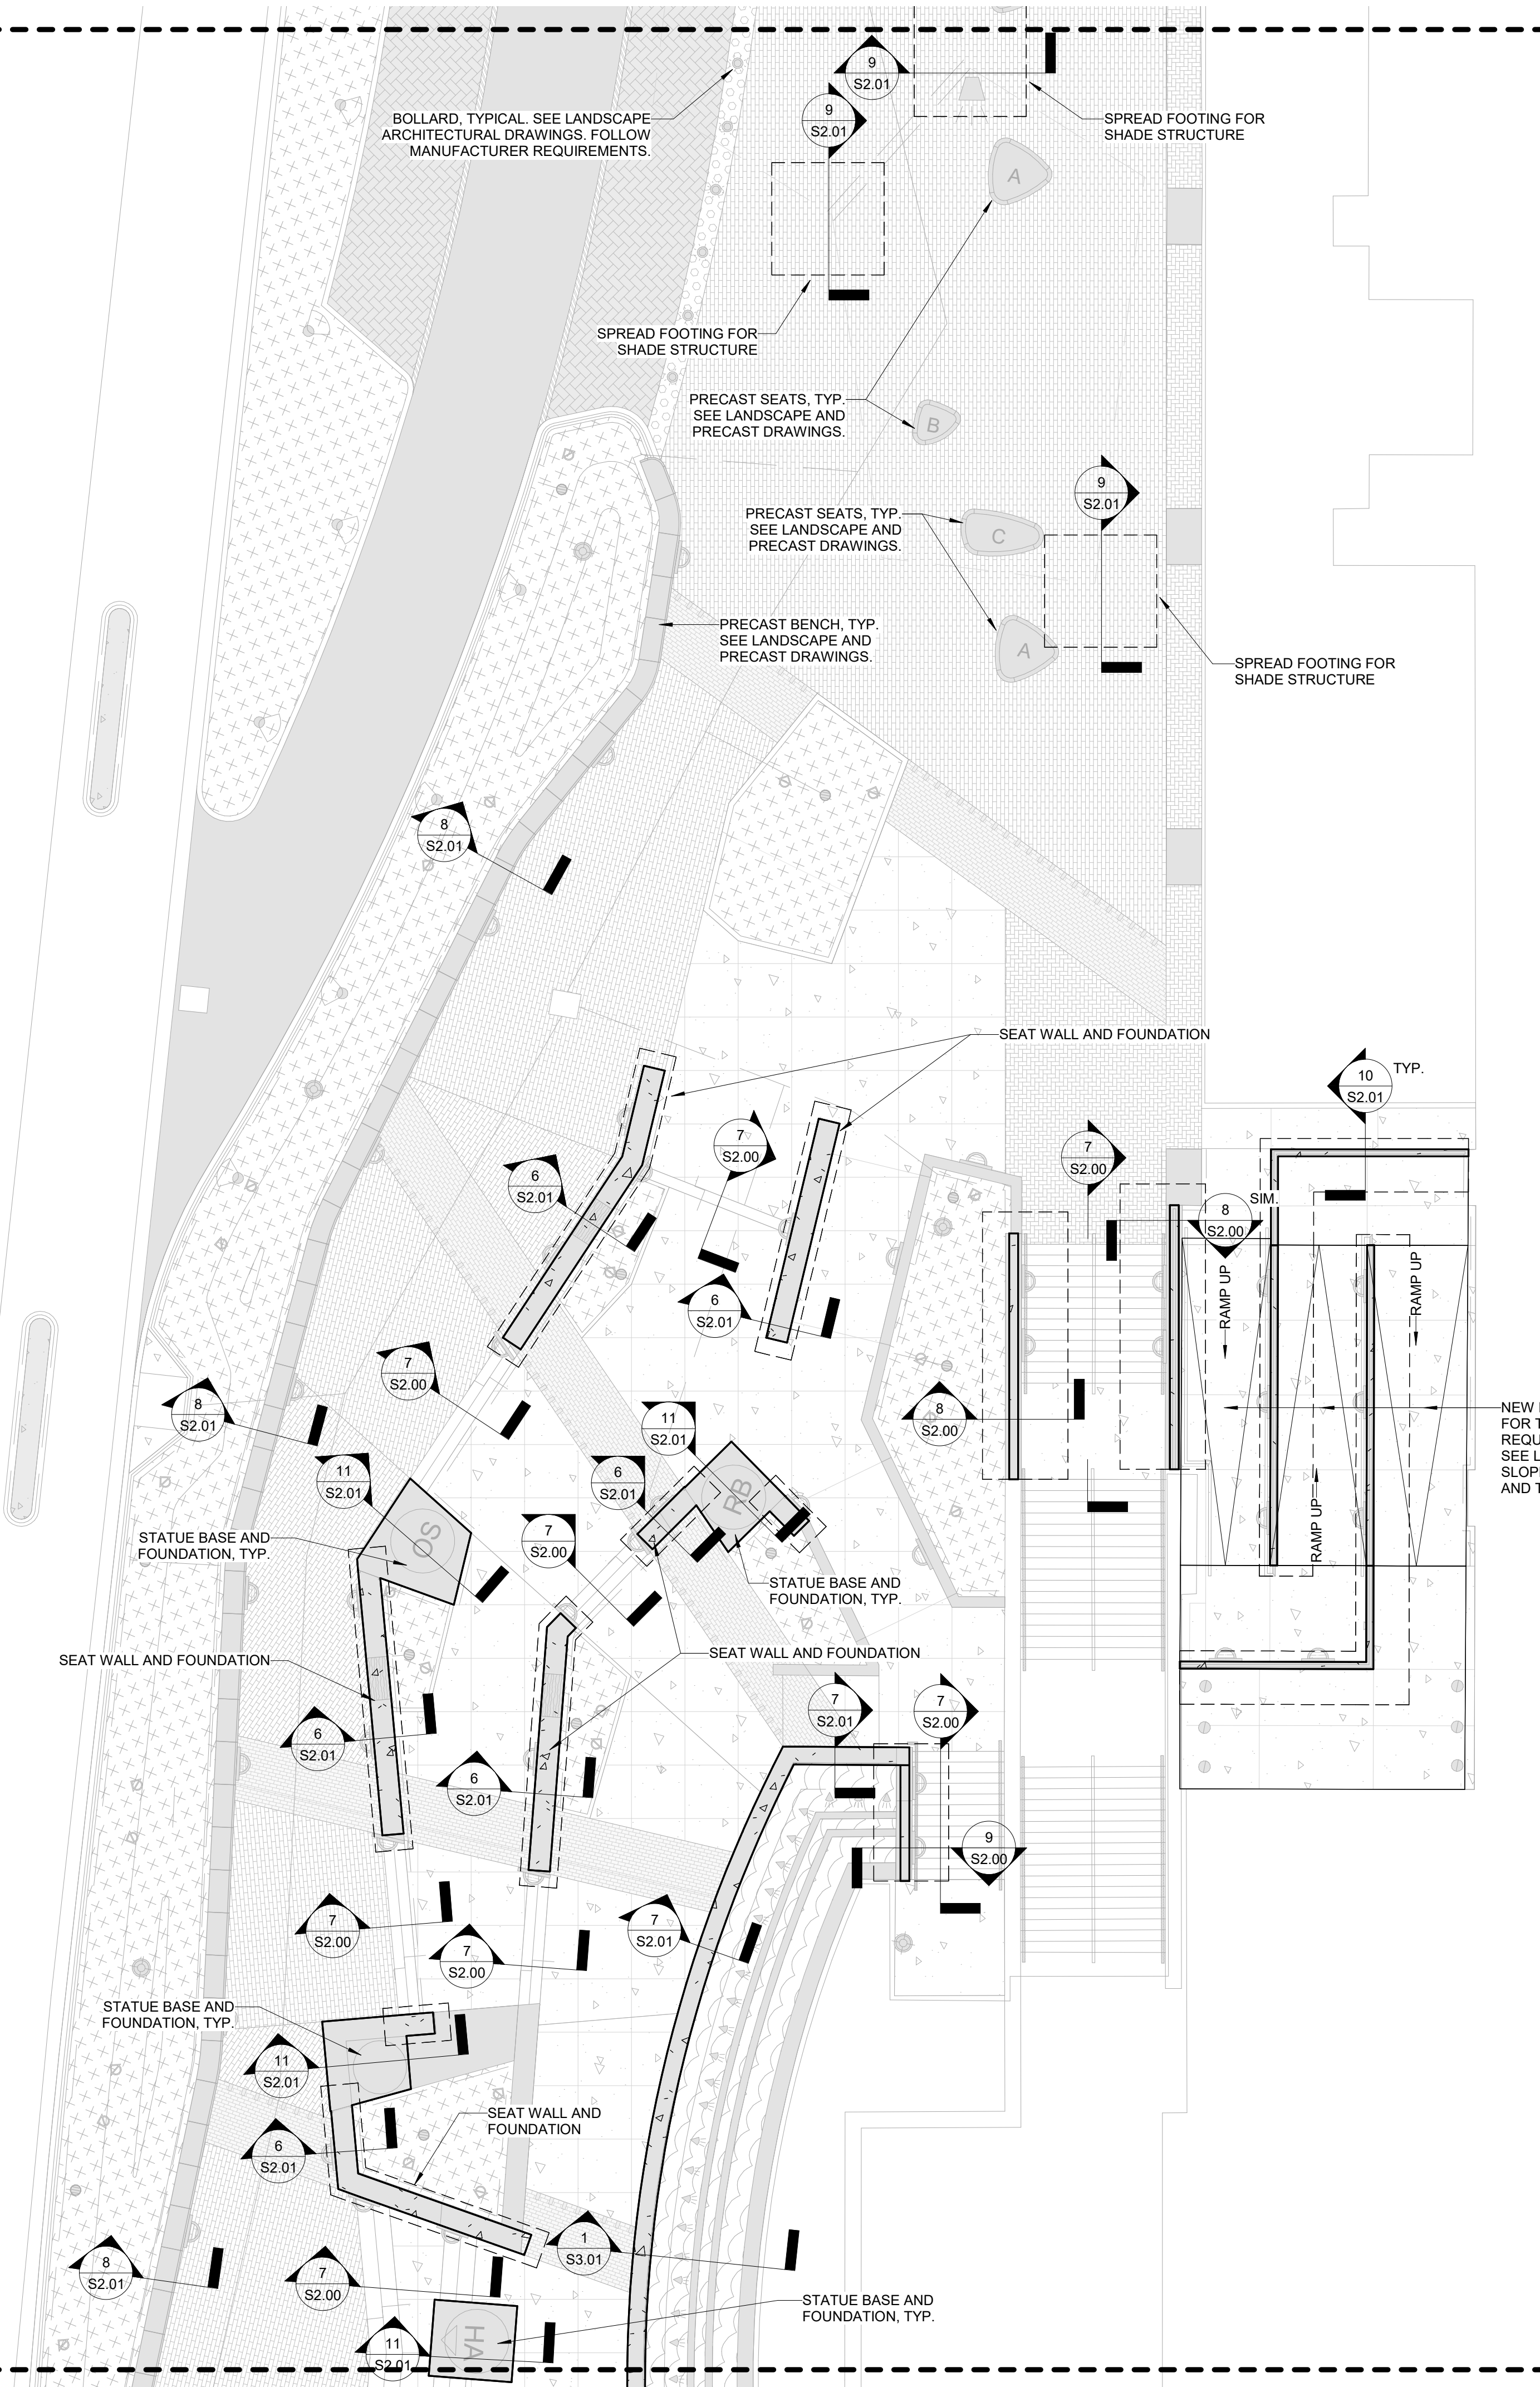 9
S2.01
9
S2.01
BOLLARD, TYPICAL. SEE LANDSCAPE
ARCHITECTURAL DRAWINGS. FOLLOW
MANUFACTURER REQUIREMENTS.
SPREAD FOOTING FOR
SHADE STRUCTURE
A
SPREAD FOOTING FOR
SHADE STRUCTURE
PRECAST SEATS, TYP.
SEE LANDSCAPE AND
PRECAST DRAWINGS.
B
9
S2.01
PRECAST SEATS, TYP.
SEE LANDSCAPE AND
PRECAST DRAWINGS.
C
PRECAST BENCH, TYP.
SEE LANDSCAPE AND
PRECAST DRAWINGS.
A
SPREAD FOOTING FOR
SHADE STRUCTURE
8
S2.01
SEAT WALL AND FOUNDATION
10
S2.01
TYP.
7
S2.00
7
S2.00
6
S2.01
8
S2.00
SIM.
6
S2.01
RAMP UP
RAMP UP
7
S2.00
8
S2.01
11
S2.01
8
S2.00
NEW
FOR T
REQU
SEE L
SLOP
AND T
11
S2.01
6
S2.01
RB
OS
7
S2.00
RAMP UP
STATUE BASE AND
FOUNDATION, TYP.
STATUE BASE AND
FOUNDATION, TYP.
SEAT WALL AND FOUNDATION
SEAT WALL AND FOUNDATION
7
S2.01
7
S2.00
6
S2.01
6
S2.01
9
S2.00
7
S2.00
7
S2.00
7
S2.01
STATUE BASE AND
FOUNDATION, TYP.
11
S2.01
SEAT WALL AND
FOUNDATION
6
S2.01
1
S3.01
8
S2.01
7
S2.00
STATUE BASE AND
FOUNDATION, TYP.
HA
11
S2.01